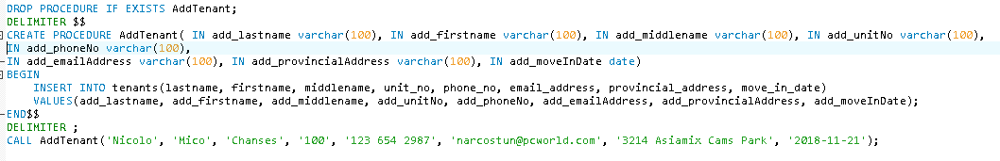 DROP PROCEDURE IF EXISTS AddTenant;
DELIMITER $$
CREATE PROCEDURE AddTenant( IN add_lastname varchar(100), IN add_firstname varchar(100), IN add_middlename varchar(100), IN add_unitNo varchar(100),
IN add_phoneNo varchar(100),
IN add_emailAddress varchar(100), IN add_provincialAddress varchar(100), IN add_moveInDate date)
BEGIN
INSERT INTO tenants(lastname, firstname, middlename, unit_no, phone_no, email_address, provincial_address, move_in_date)
VALUES(add_lastname, add_firstname, add_middlename, add_unitNo, add_phoneNo, add_emailAddress, add_provincialAddress, add_moveInDate);
END$$
DELIMITER ;
CALL AddTenant('Nicolo', 'Mico', 'Chanses', '100', '123 654 2987', 'narcostun@pcworld.com', '3214 Asiamix Cams Park', '2018-11-21');